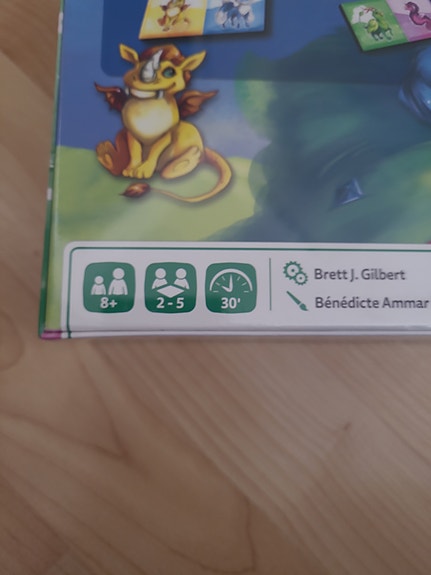 8+
2 - 5
30'
Brett J. Gilbert
Bénédicte Ammar